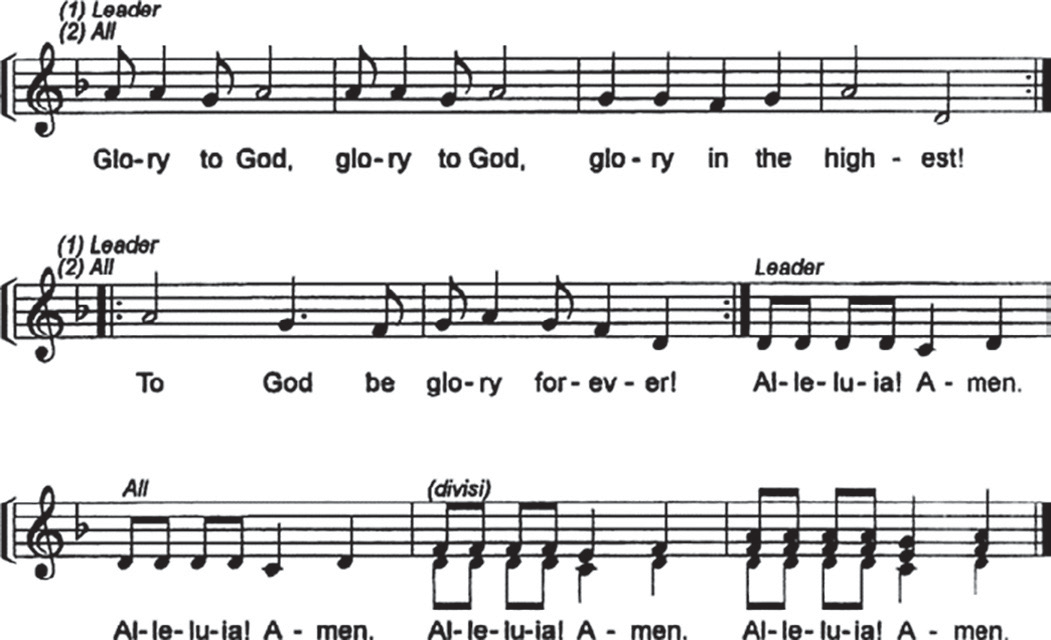 (1) Leader
(2) All
Glo-ry to God, glo-ry to God, glo-ry in the high-est!
(1) Leader
(2) All
Leader
To God be glo-ry for-ev-er! Al-le-lu-ia! A-men.
All
(divisi)
Al-le-lu-ia! A-men. Al-le-lu-ia! A-men. Al-le-lu-ia! A-men.